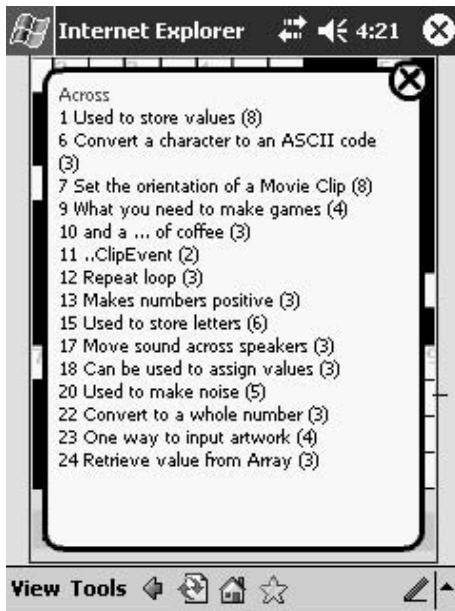 Internet Explorer 4:21
Across
1 Used to store values (8)
6 Convert a character to an ASCII code
(3)
7 Set the orientation of a Movie Clip (8)
9 What you need to make games (4)
10 and a ... of coffee (3)
11 ..ClipEvent (2)
12 Repeat loop (3)
13 Makes numbers positive (3)
15 Used to store letters (6)
17 Move sound across speakers (3)
18 Can be used to assign values (3)
20 Used to make noise (5)
22 Convert to a whole number (3)
23 One way to input artwork (4)
24 Retrieve value from Array (3)
View Tools